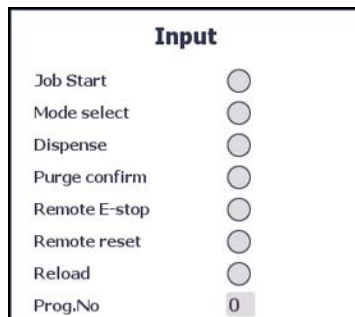 Input
Job Start
Mode select
Dispense
Purge confirm
Remote E-stop
Remote reset
Reload
Prog.No 0